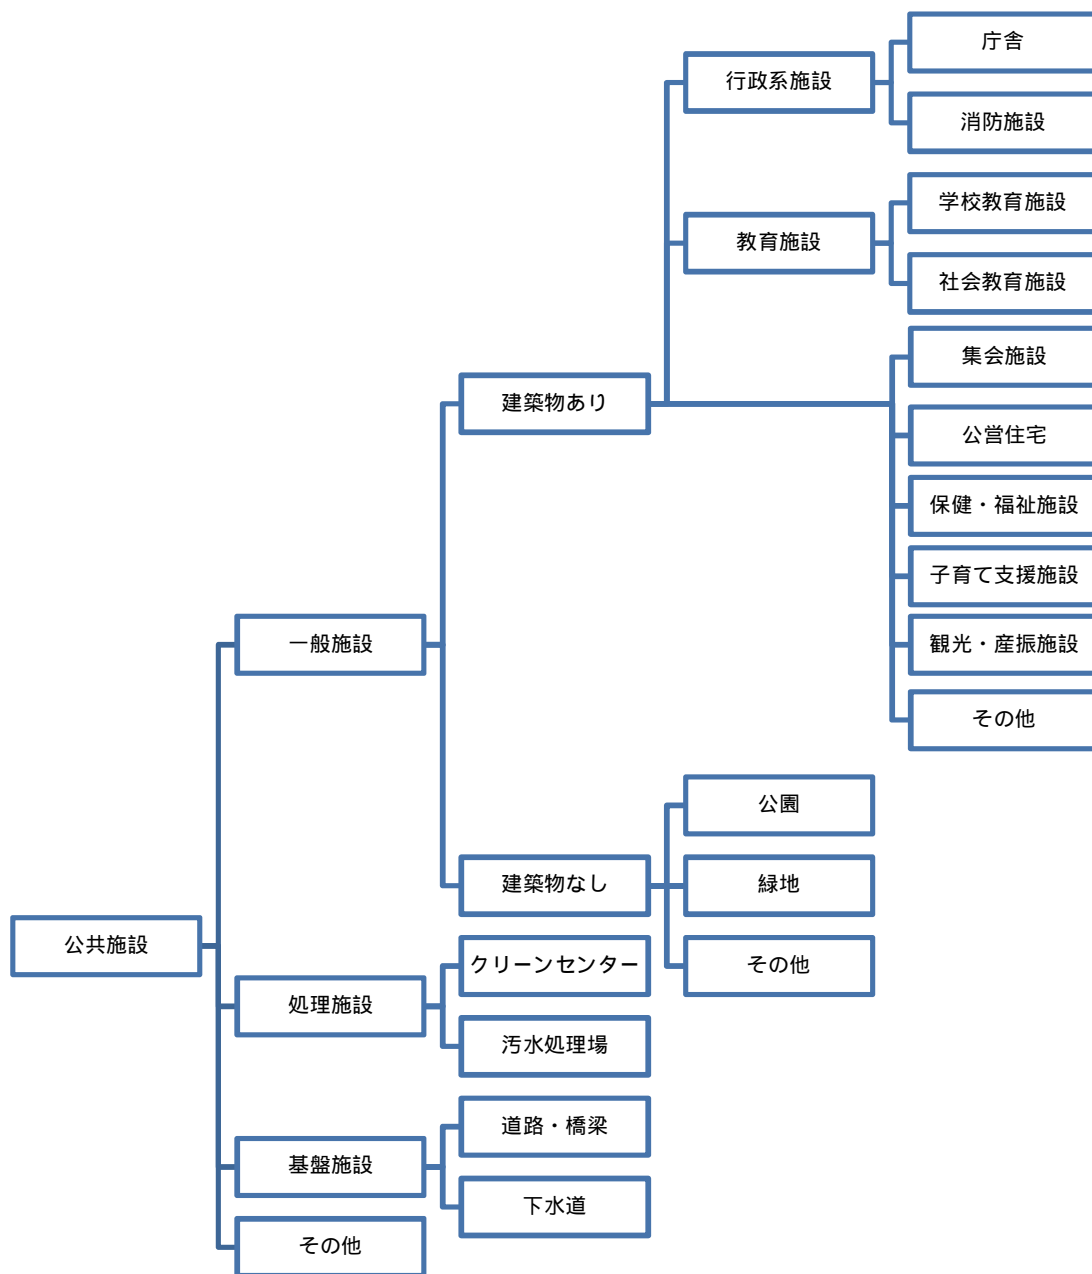 庁舎
行政系施設
消防施設
学校教育施設
教育施設
社会教育施設
集会施設
建築物あり
公営住宅
保健・福祉施設
子育て支援施設
一般施設
観光・産振施設
その他
公園
建築物なし
緑地
公共施設
クリーンセンター
その他
処理施設
汚水処理場
道路・橋梁
基盤施設
下水道
その他